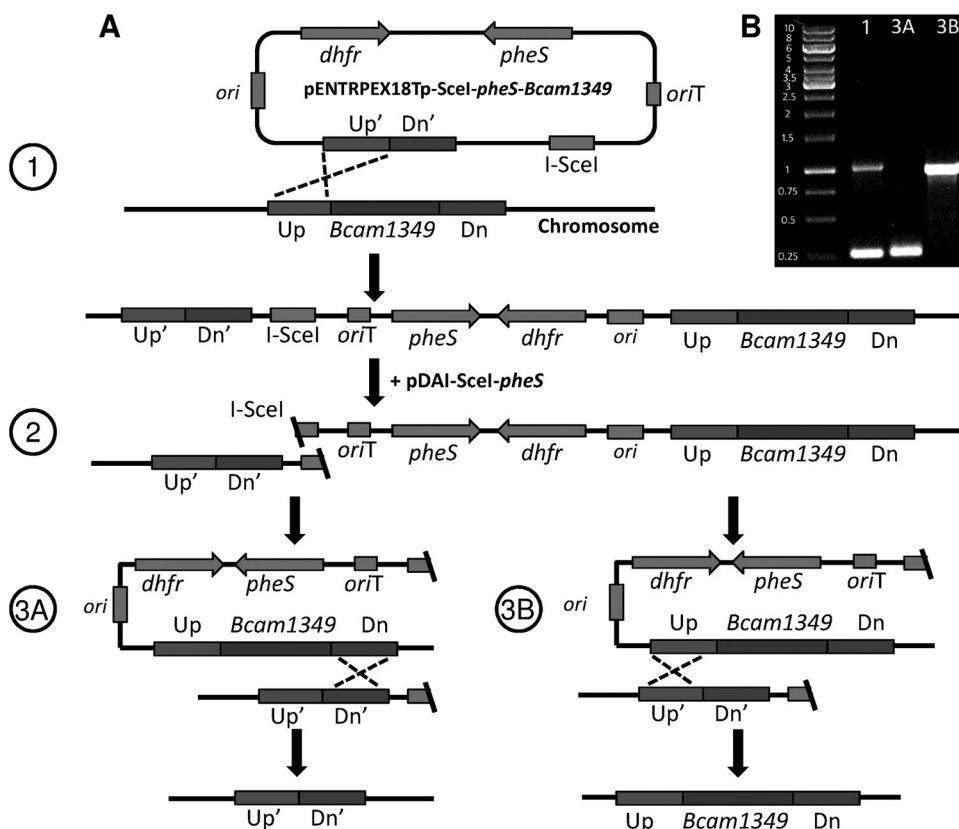 A
dhfr pheS
ori pENTRPEX18Tp-SceI-pheS-Bcam1349 oriT
Up’ Dn’
I-SceI
1
Up Bcam1349 Dn Chromosome
B
1 3A 3B
10
8
6
5
4
3.5
3
2.5
2
1.5
1
0.75
0.5
0.25
Up’ Dn’ I-SceI oriT pheS dhfr ori Up Bcam1349 Dn
+ pDAI-SceI-pheS
2
I-SceI
oriT pheS dhfr ori Up Bcam1349 Dn
Up’ Dn’
3A
dhfr pheS oriT
ori
Up Bcam1349 Dn
Up’ Dn’
Up’ Dn’
3B
dhfr pheS oriT
ori
Up Bcam1349 Dn
Up’ Dn’
Up Bcam1349 Dn